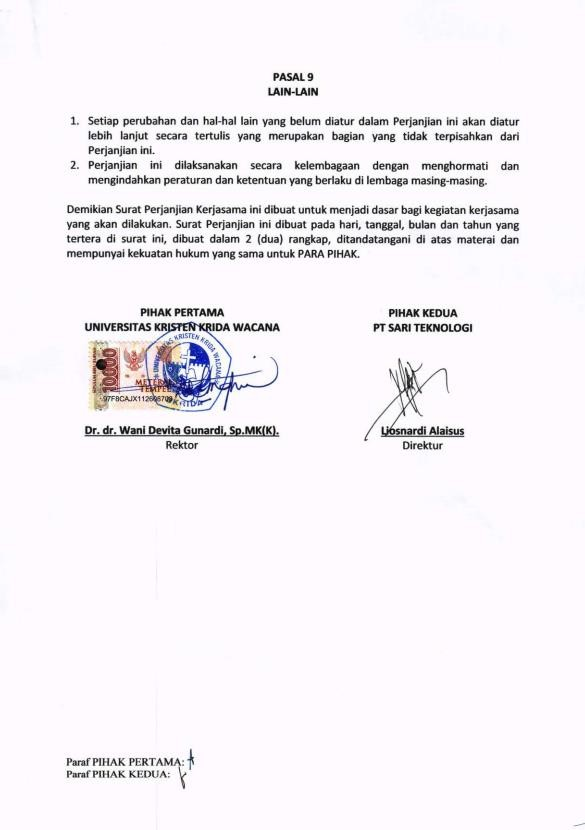 PASAL 9
LAIN-LAIN
1. Setiap perubahan dan hal-hal lain yang belum diatur dalam Perjanjian ini akan diatur
lebih lanjut secara tertulis yang merupakan bagian yang tidak terpisahkan dari
Perjanjian ini.
2. Perjanjian ini dilaksanakan secara kelembagaan dengan menghormati dan
mengindahkan peraturan dan ketentuan yang berlaku di lembaga masing-masing.
Demikian Surat Perjanjian Kerjasama ini dibuat untuk menjadi dasar bagi kegiatan kerjasama
yang akan dilakukan. Surat Perjanjian ini dibuat pada hari, tanggal, bulan dan tahun yang
tertera di surat ini, dibuat dalam 2 (dua) rangkap, ditandatangani di atas materai dan
mempunyai kekuatan hukum yang sama untuk PARA PIHAK.
PIHAK PERTAMA
UNIVERSITAS KRISTEN KRIDA WACANA
PIHAK KEDUA
PT SARI TEKNOLOGI
10000
UNIVERSITAS KRISTEN KRIDA WACANA
TEMPEL
Dr. dr. Wani Devita Gunardi, Sp.MK(K).
Rektor
Ljosnardi Alaisus
Direktur
Paraf PIHAK PERTAMA:
Paraf PIHAK KEDUA: